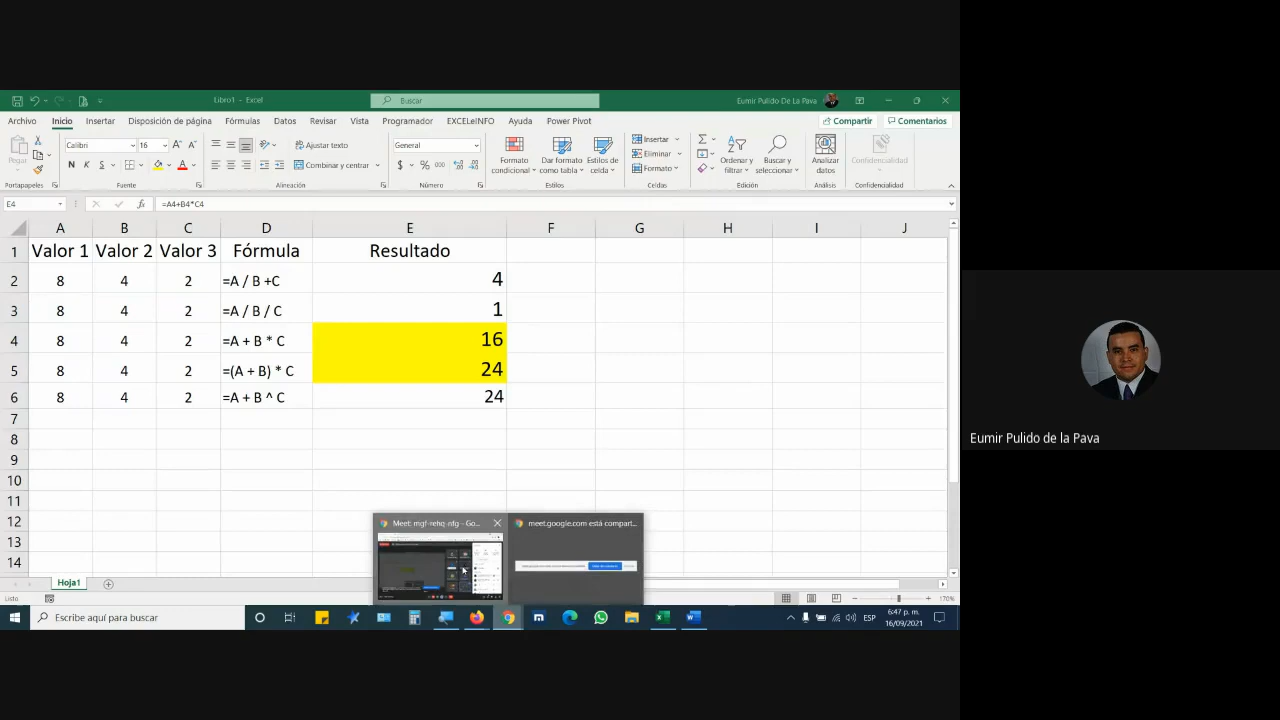 Libro1 - Excel
Buscar
Eumir Pulido De La Pava
Archivo Inicio Insertar Disposición de página Fórmulas Datos Revisar Vista Programador EXCELeINFO Ayuda Power Pivot
Compartir Comentarios
Pegar
Calibri 16
Ajustar texto
General
Insertar
N K S
Combinar y centrar
$ % 000
Eliminar
Formato
Formato condicional
Dar formato como tabla
Estilos de celda
Ordenar y filtrar
Buscar y seleccionar
Analizar datos
Confidencialidad
Portapapeles Fuente Alineación Número Estilos Celdas Edición Análisis Confidencialidad
E4 fx =A4+B4*C4
A B C D E F G H I J
1 Valor 1 Valor 2 Valor 3 Fórmula Resultado
2 8 4 2 =A / B +C 4
3 8 4 2 =A / B / C 1
4 8 4 2 =A + B * C 16
5 8 4 2 =(A + B) * C 24
6 8 4 2 =A + B ^ C 24
7
8
9
10
11
12
13
14
Meet: mgf-rehq-nfg - Go...
meet.google.com está compart...
Hoja1
Listo
170%
Escribe aquí para buscar
ESP
6:47 p. m.
16/09/2021
Eumir Pulido de la Pava